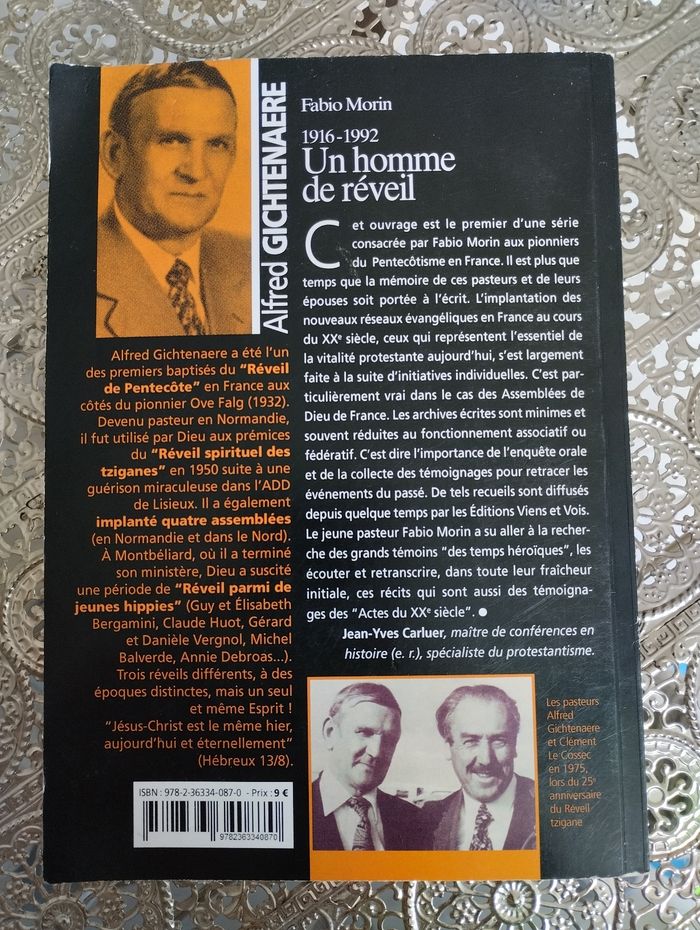 Alfred GICHTENAERE
Fabio Morin
1916-1992
Un homme
de réveil
Cet ouvrage est le premier d'une série
consacrée par Fabio Morin aux pionniers
du Pentecôtisme en France. Il est plus que
temps que la mémoire de ces pasteurs et de leurs
épouses soit portée à l'écrit. L'implantation des
nouveaux réseaux évangéliques en France au cours
du XXe siècle, ceux qui représentent l'essentiel de
la vitalité protestante aujourd'hui, s'est largement
faite à la suite d'initiatives individuelles. C'est par-
ticulièrement vrai dans le cas des Assemblées de
Dieu de France. Les archives écrites sont minimes et
souvent réduites au fonctionnement associatif ou
fédératif. C'est dire l'importance de l'enquête orale
et de la collecte des témoignages pour retracer les
événements du passé. De tels recueils sont diffusés
depuis quelque temps par les Éditions Viens et Vois.
Le jeune pasteur Fabio Morin a su aller à la recher-
che des grands témoins "des temps héroïques", les
écouter et retranscrire, dans toute leur fraîcheur
initiale, ces récits qui sont aussi des témoigna-
ges des "Actes du XXe siècle". ●
Jean-Yves Carluer, maître de conférences en
histoire (e. r.), spécialiste du protestantisme.
Alfred Gichtenaere a été l'un
des premiers baptisés du "Réveil
de Pentecôte" en France aux
côtés du pionnier Ove Falg (1932).
Devenu pasteur en Normandie,
il fut utilisé par Dieu aux prémices
du "Réveil spirituel des
tziganes" en 1950 suite à une
guérison miraculeuse dans l'ADD
de Lisieux. Il a également
implanté quatre assemblées
(en Normandie et dans le Nord).
À Montbéliard, où il a terminé
son ministère, Dieu a suscité
une période de "Réveil parmi de
jeunes hippies" (Guy et Élisabeth
Bergamini, Claude Huot, Gérard
et Danièle Vergnol, Michel
Balverde, Annie Debroas...).
Trois réveils différents, à des
époques distinctes, mais un seul
et même Esprit !
"Jésus-Christ est le même hier,
aujourd'hui et éternellement"
(Hébreux 13/8).
ISBN : 978-2-36334-087-0 - Prix : 9 €
9782363340870
Les pasteurs
Alfred
Gichtenaere
et Clément
Le Cossec
en 1975,
lors du 25e
anniversaire
du Réveil
tzigane